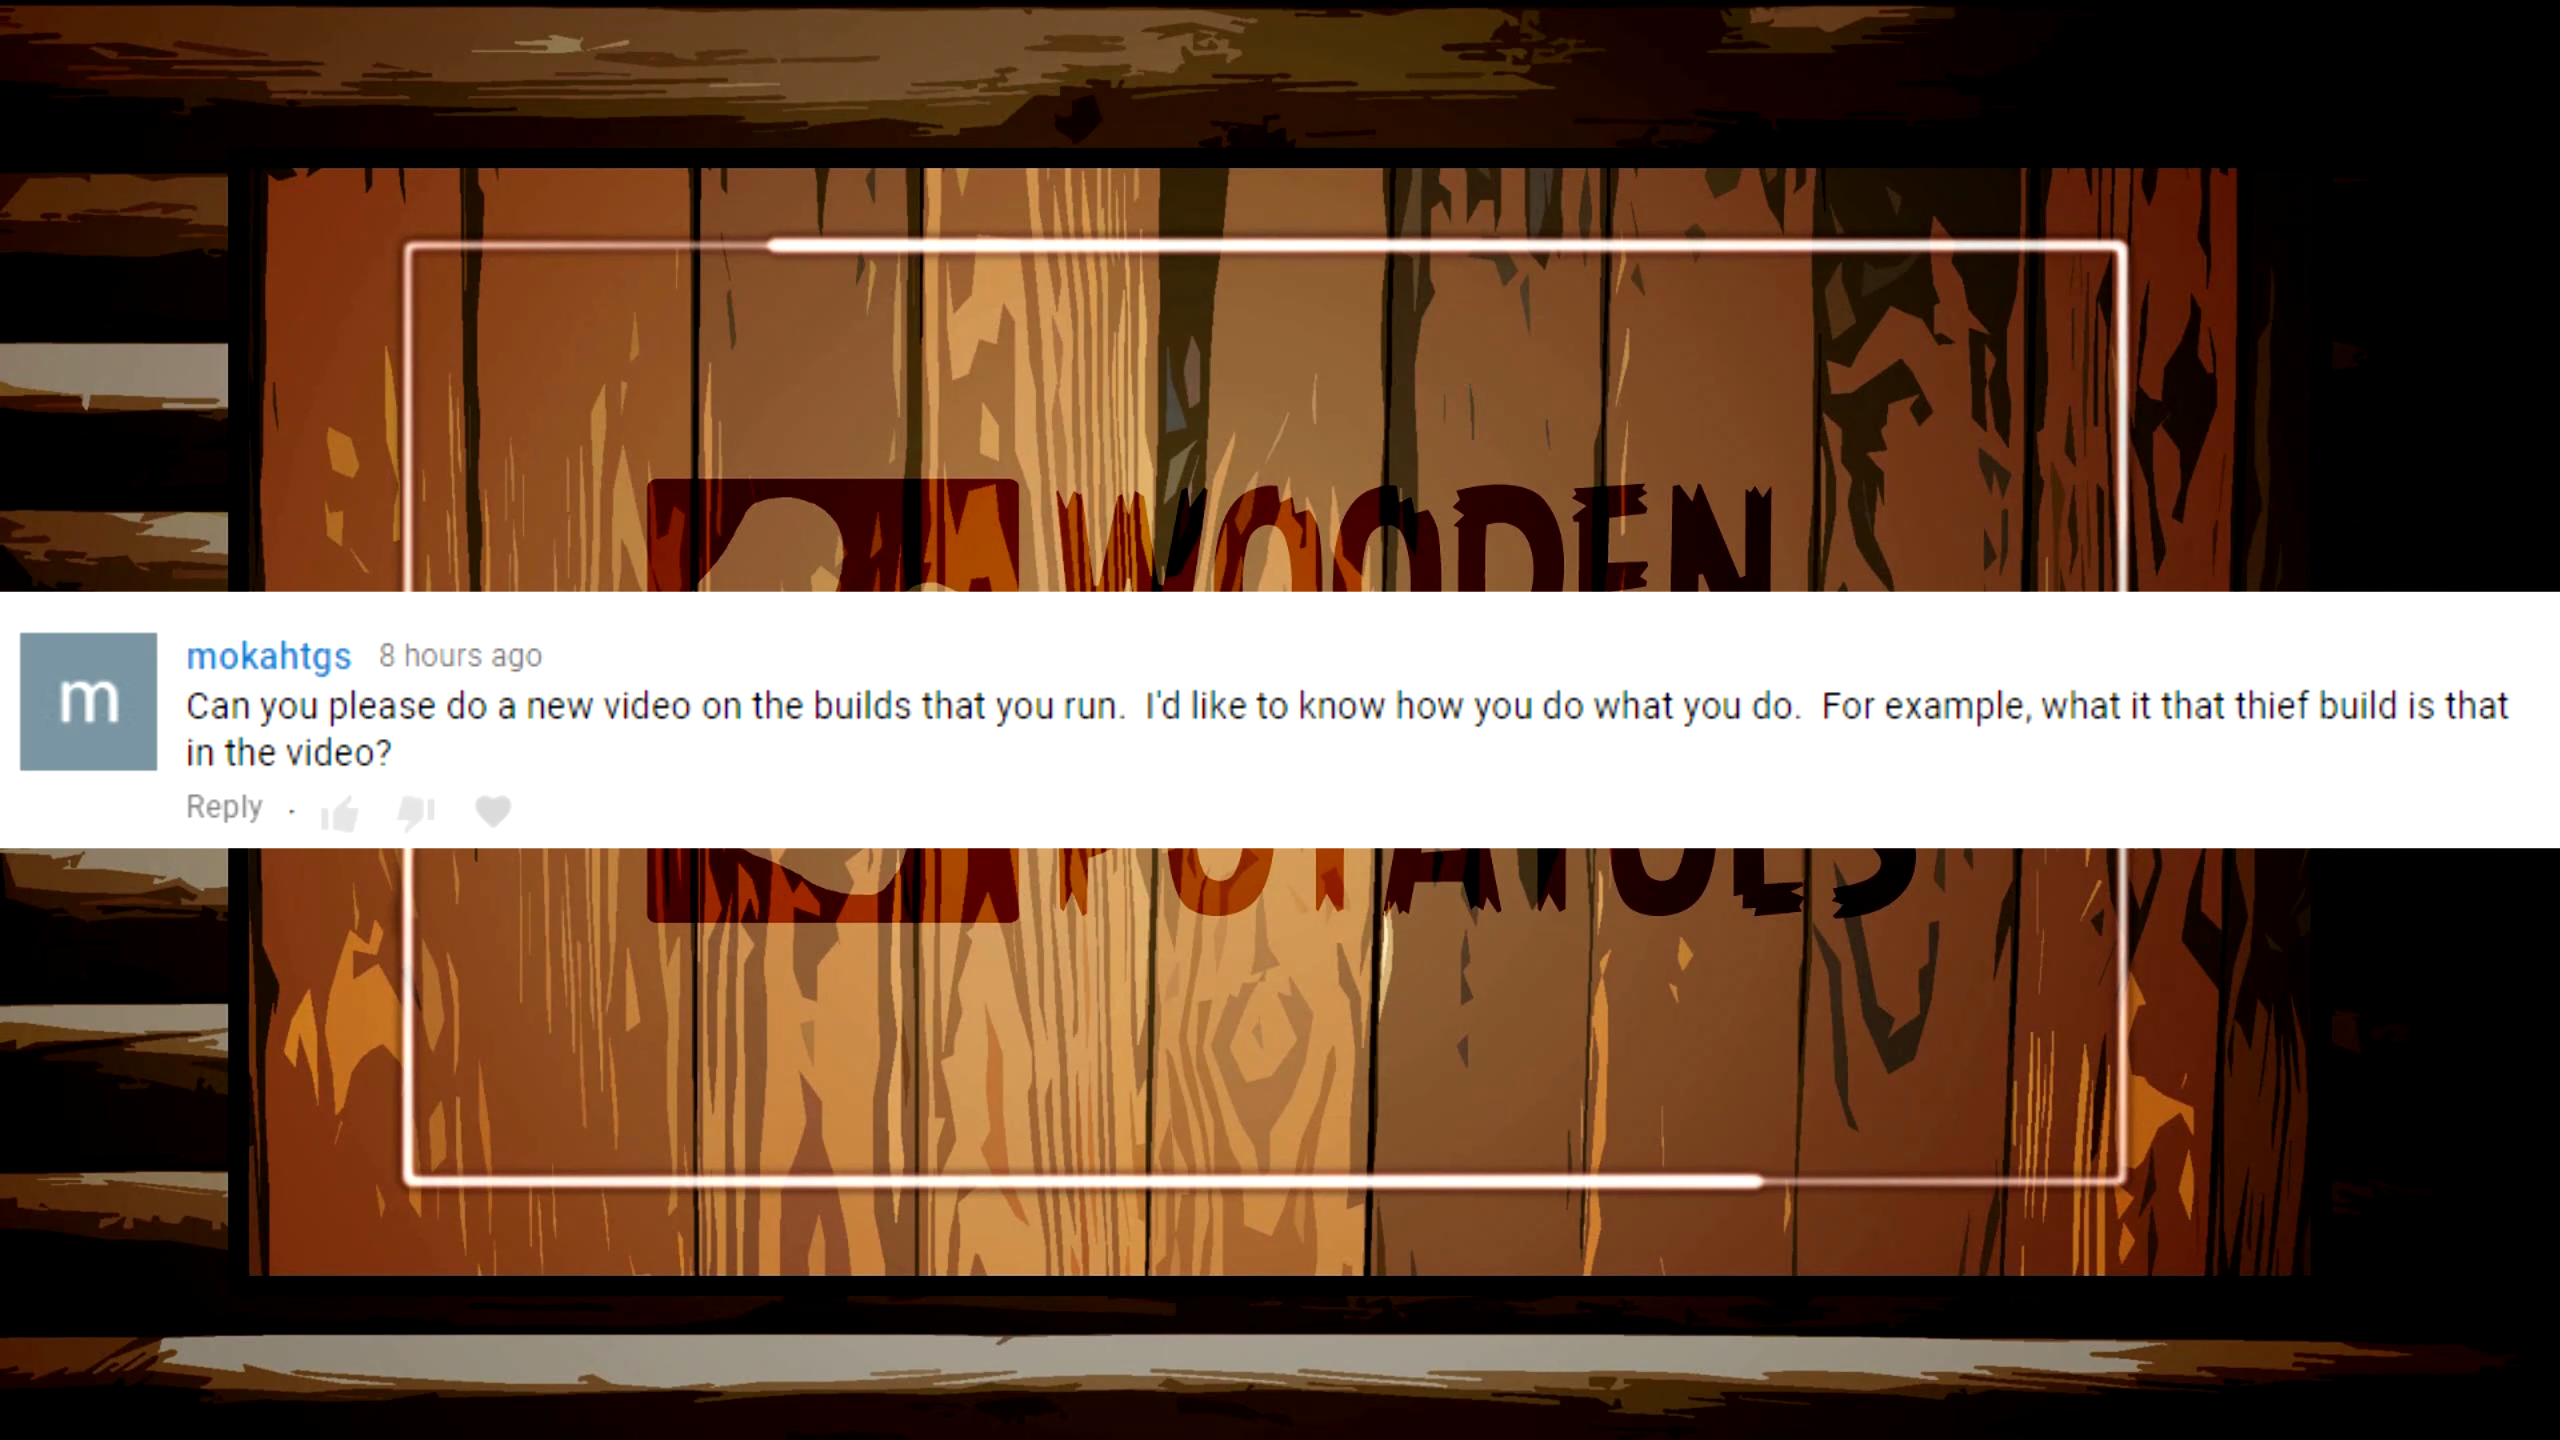 WOODEN
mokahtgs 8 hours ago
m
Can you please do a new video on the builds that you run.  I'd like to know how you do what you do.  For example, what it that thief build is that
in the video?
Reply ·
POTATOES